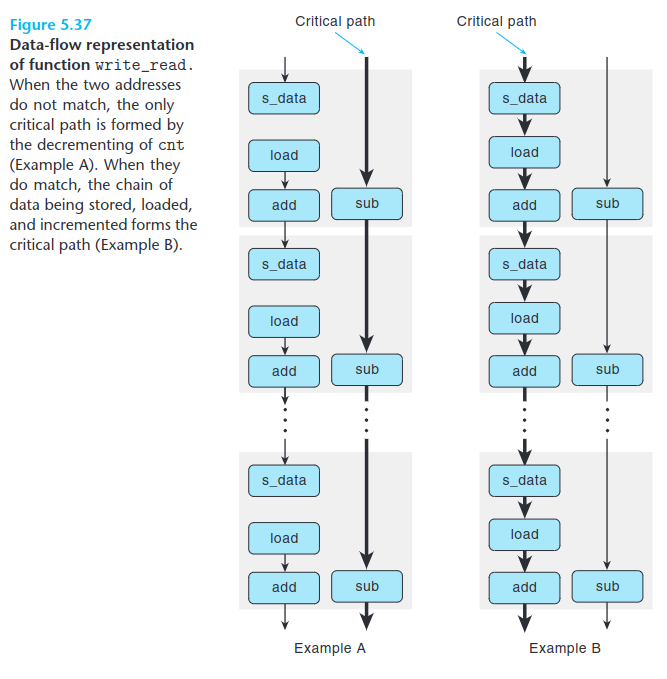 Figure 5.37
Data-flow representation
of function write_read.
When the two addresses
do not match, the only
critical path is formed by
the decrementing of cnt
(Example A). When they
do match, the chain of
data being stored, loaded,
and incremented forms the
critical path (Example B).
Critical path
s_data
load
add
sub
s_data
load
add
sub
s_data
load
add
sub
Example A
Critical path
s_data
load
add
sub
s_data
load
add
sub
s_data
load
add
sub
Example B